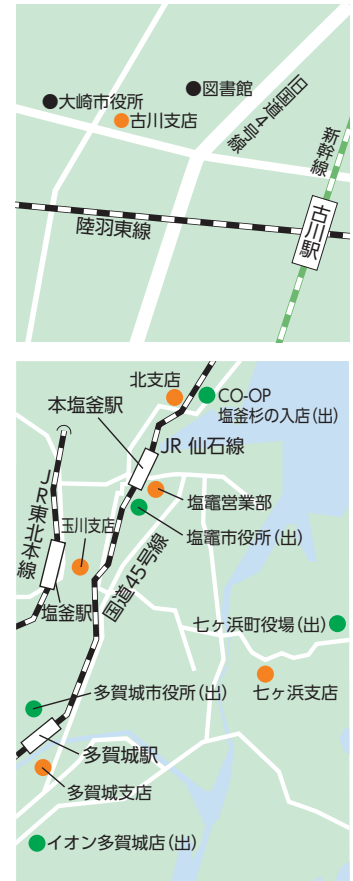 ●図書館
●大崎市役所
●古川支店
旧国道4号線
新幹線
古川駅
陸羽東線
北支店
CO-OP
塩釜杉の入店(出)
本塩釜駅
JR 仙石線
JR東北本線
塩竈営業部
玉川支店
塩竈市役所(出)
国道45号線
塩釜駅
七ヶ浜町役場(出)
多賀城市役所(出)
七ヶ浜支店
多賀城駅
多賀城支店
イオン多賀城店(出)